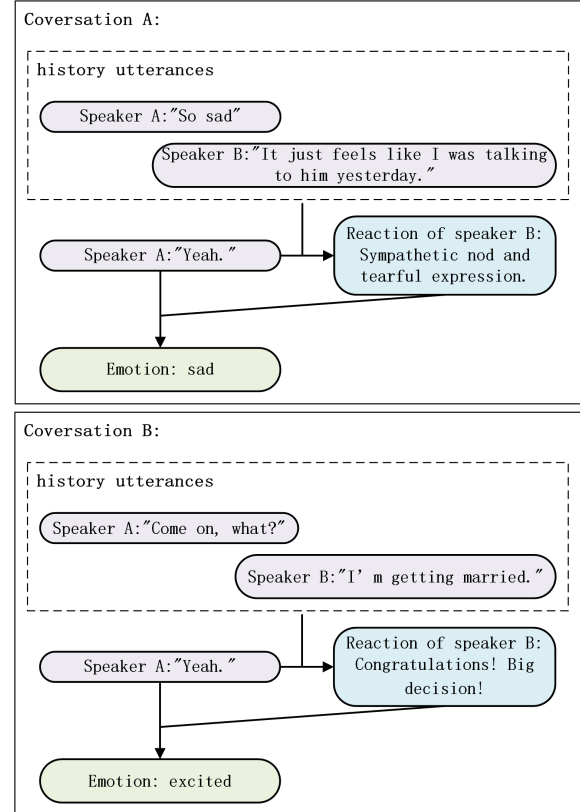 Coversation A:
history utterances
Speaker A:"So sad"
Speaker B:"It just feels like I was talking
to him yesterday."
Speaker A:"Yeah."
Reaction of speaker B:
Sympathetic nod and
tearful expression.
Emotion: sad
Coversation B:
history utterances
Speaker A:"Come on, what?"
Speaker B:"I’m getting married."
Speaker A:"Yeah."
Reaction of speaker B:
Congratulations! Big
decision!
Emotion: excited